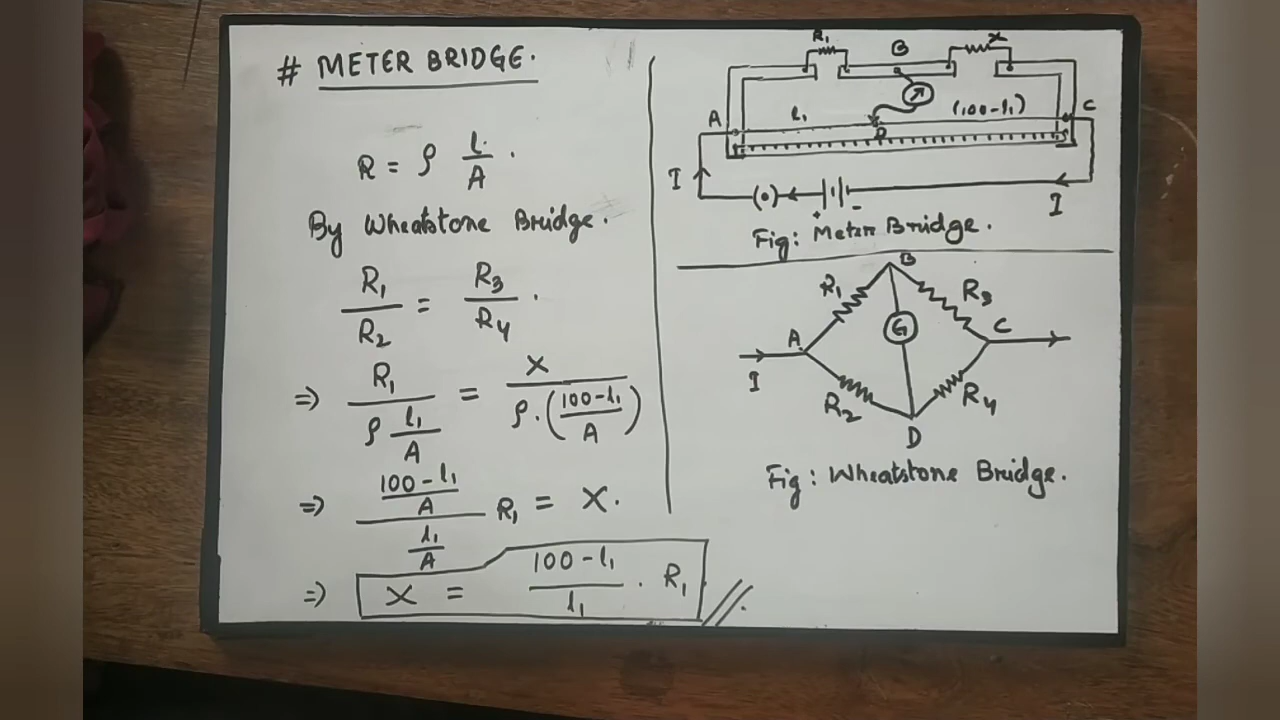 # METER BRIDGE.
R = ρ l/A .
By Wheatstone Bridge.
R₁/R₂ = R₃/R₄ .
⇒ R₁/(ρ l₁/A) = X/(ρ.((100-l₁)/A))
⇒ ((100-l₁)/A)/(l₁/A) R₁ = X.
⇒ X = (100-l₁)/l₁ . R₁
R₁ B X
A l₁ (100-l₁) C
D
I I
+ -
Fig: Meter Bridge.
B
R₁ R₃
A G C
I
R₂ R₄
D
Fig: Wheatstone Bridge.